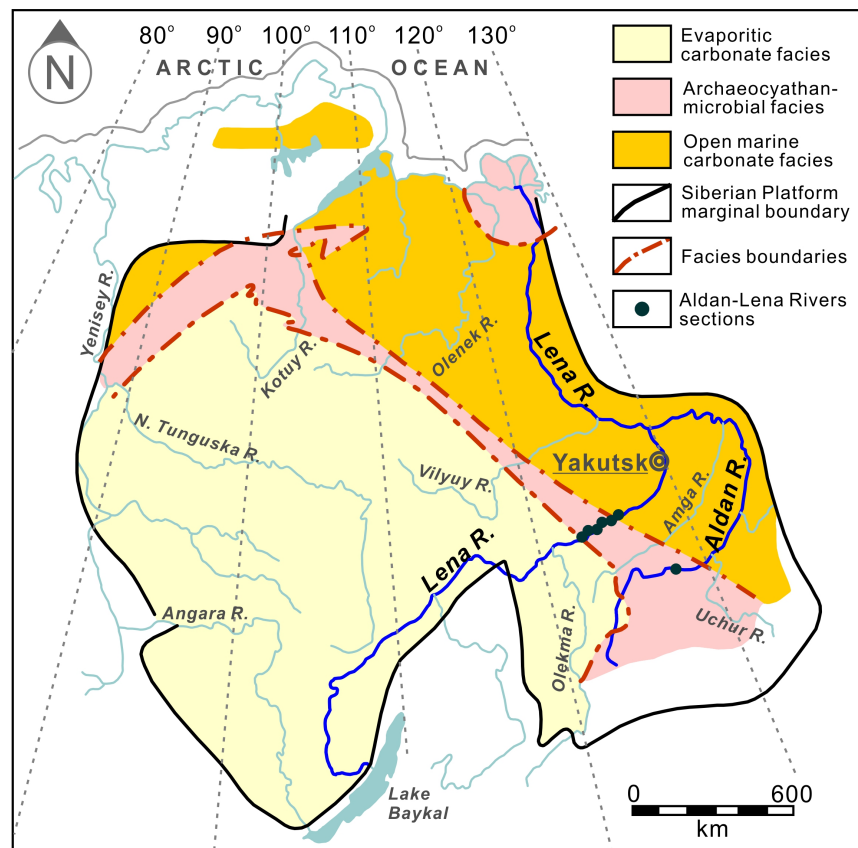 80° 90° 100° 110° 120° 130°
ARCTIC OCEAN
N
Evaporitic
carbonate facies
Archaeocyathan-
microbial facies
Open marine
carbonate facies
Siberian Platform
marginal boundary
Facies boundaries
Aldan-Lena Rivers
sections
Yenisey R.
Kotuy R.
Olenek R.
Lena R.
N. Tunguska R.
Vilyuy R.
Yakutsk
Amga R.
Aldan R.
Lena R.
Angara R.
Olekma R.
Uchur R.
Lake
Baykal
0 600
km